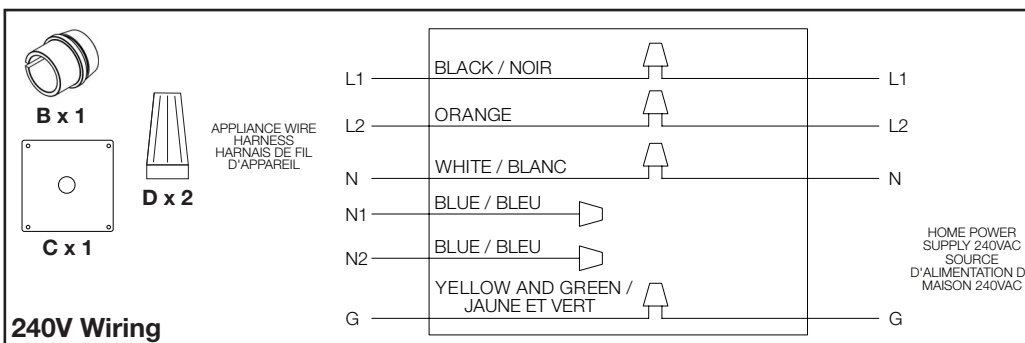 B x 1
C x 1
D x 2
240V Wiring
APPLIANCE WIRE
HARNESS
HARNAIS DE FIL
D'APPAREIL
L1 BLACK / NOIR L1
L2 ORANGE L2
N WHITE / BLANC N
N1 BLUE / BLEU
N2 BLUE / BLEU
YELLOW AND GREEN /
JAUNE ET VERT
G G
HOME POWER
SUPPLY 240VAC
SOURCE
D'ALIMENTATION D
MAISON 240VAC